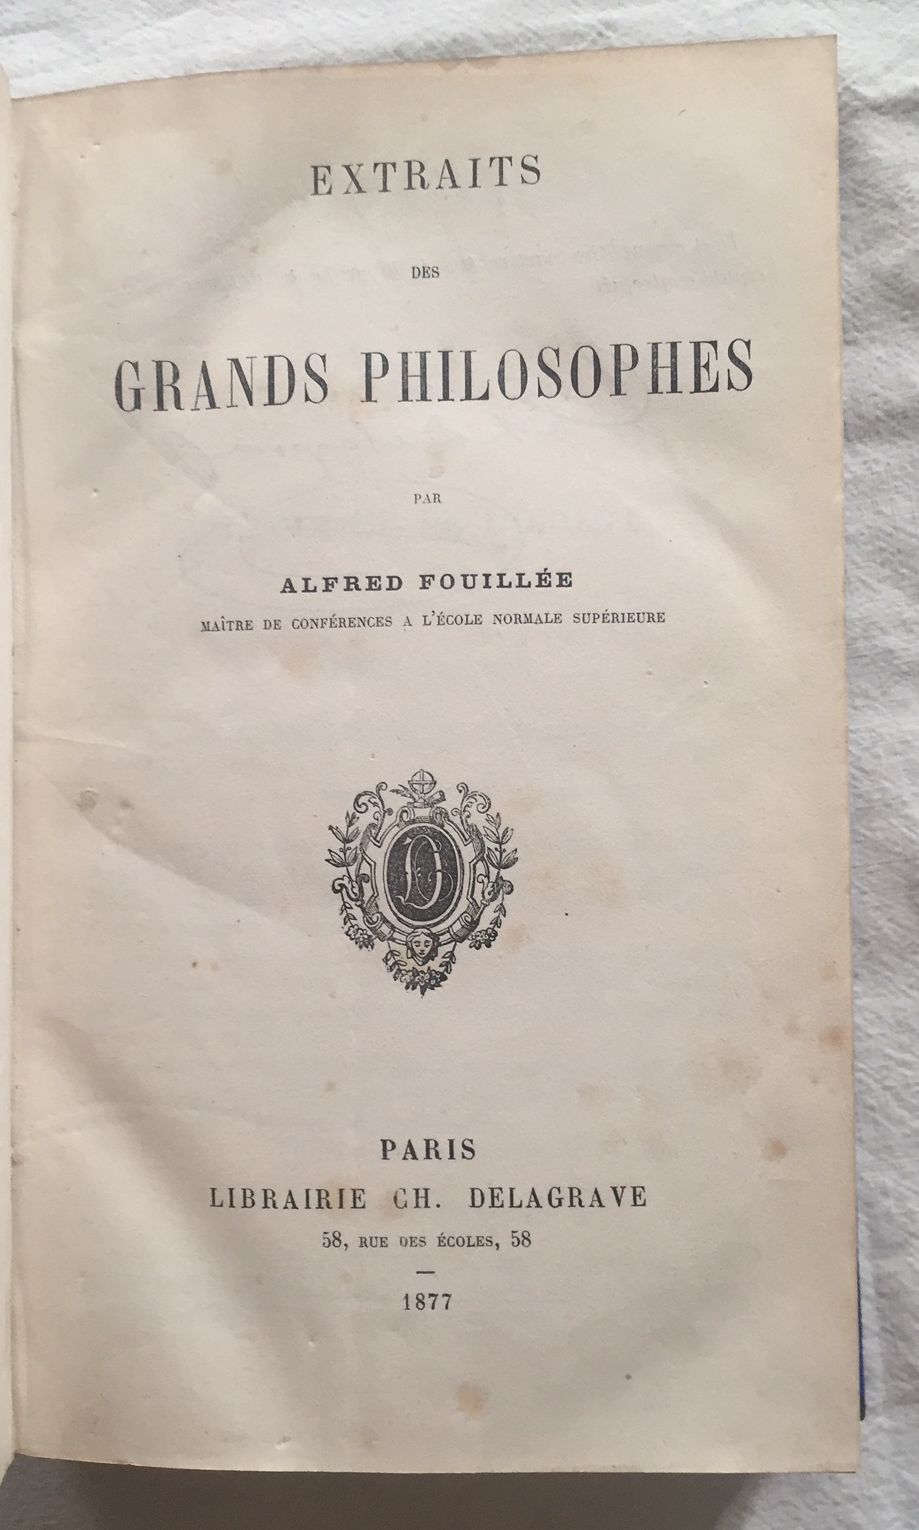 EXTRAITS
DES
GRANDS PHILOSOPHES
PAR
ALFRED FOUILLÉE
MAÎTRE DE CONFÉRENCES A L'ÉCOLE NORMALE SUPÉRIEURE
D
PARIS
LIBRAIRIE CH. DELAGRAVE
58, RUE DES ÉCOLES, 58
1877